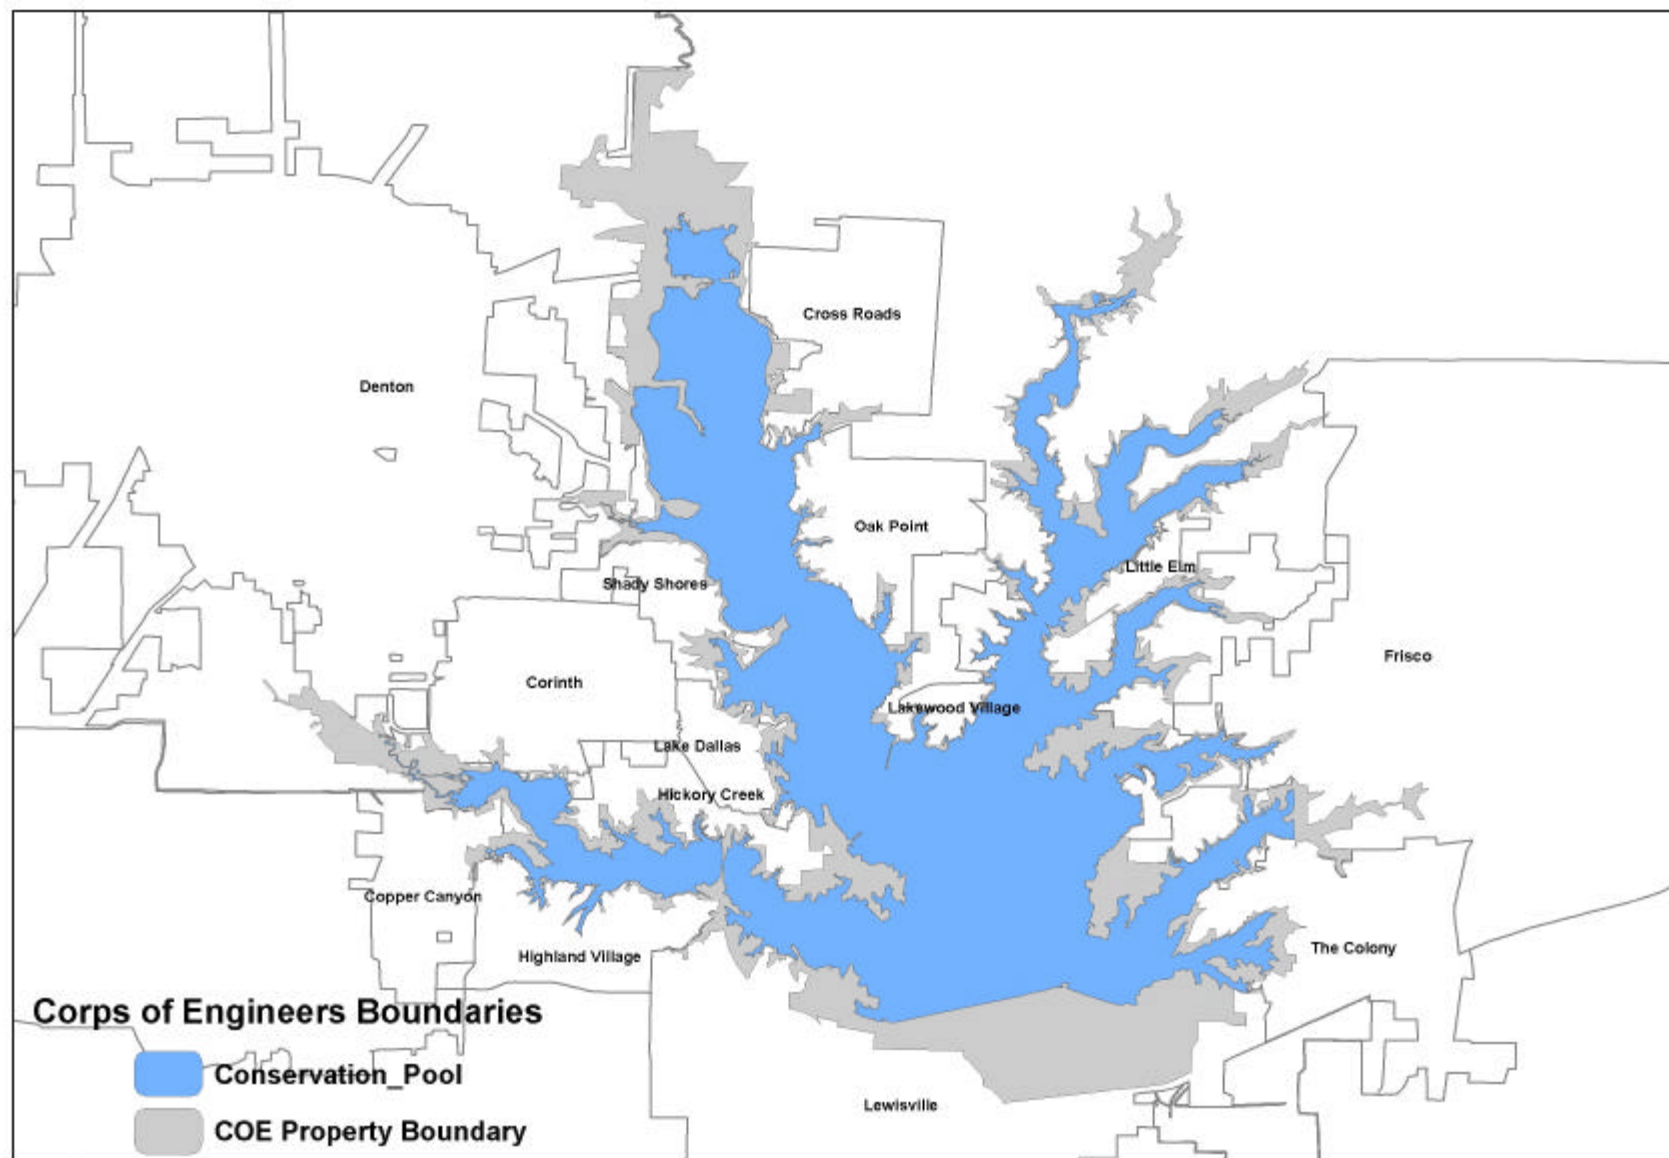 Cross Roads
Denton
Oak Point
Little Elm
Shady Shores
Frisco
Corinth
Lakewood Village
Lake Dallas
Hickory Creek
Copper Canyon
Highland Village
The Colony
Corps of Engineers Boundaries
Conservation_Pool
Lewisville
COE Property Boundary